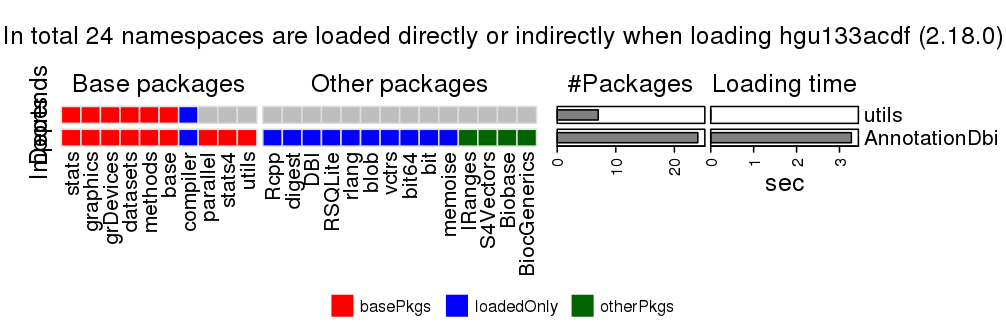 In total 24 namespaces are loaded directly or indirectly when loading hgu133acdf (2.18.0)
Base packages
Other packages
#Packages
Loading time
Depends
Imports
utils
AnnotationDbi
stats
graphics
grDevices
datasets
methods
base
compiler
parallel
stats4
utils
Rcpp
digest
DBI
RSQLite
rlang
blob
vctrs
bit64
bit
memoise
IRanges
S4Vectors
Biobase
BiocGenerics
0 10 20
0 1 2 3
sec
basePkgs loadedOnly otherPkgs